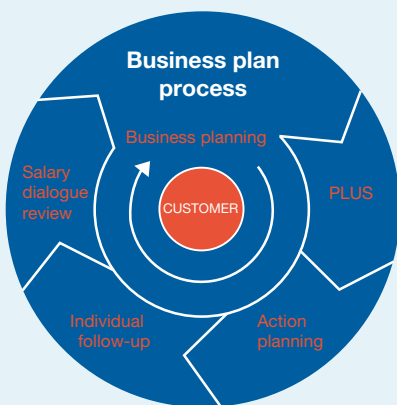 Business plan
process
Business planning
PLUS
Action
planning
Individual
follow-up
Salary
dialogue
review
CUSTOMER